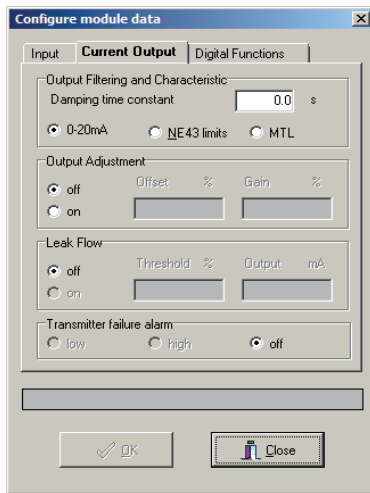 Configure module data
Input Current Output Digital Functions
Output Filtering and Characteristic
Damping time constant 0.0 s
0-20mA NE43 limits MTL
Output Adjustment
off Offset % Gain %
on
Leak Flow
off Threshold % Output mA
on
Transmitter failure alarm
low high off
OK Close